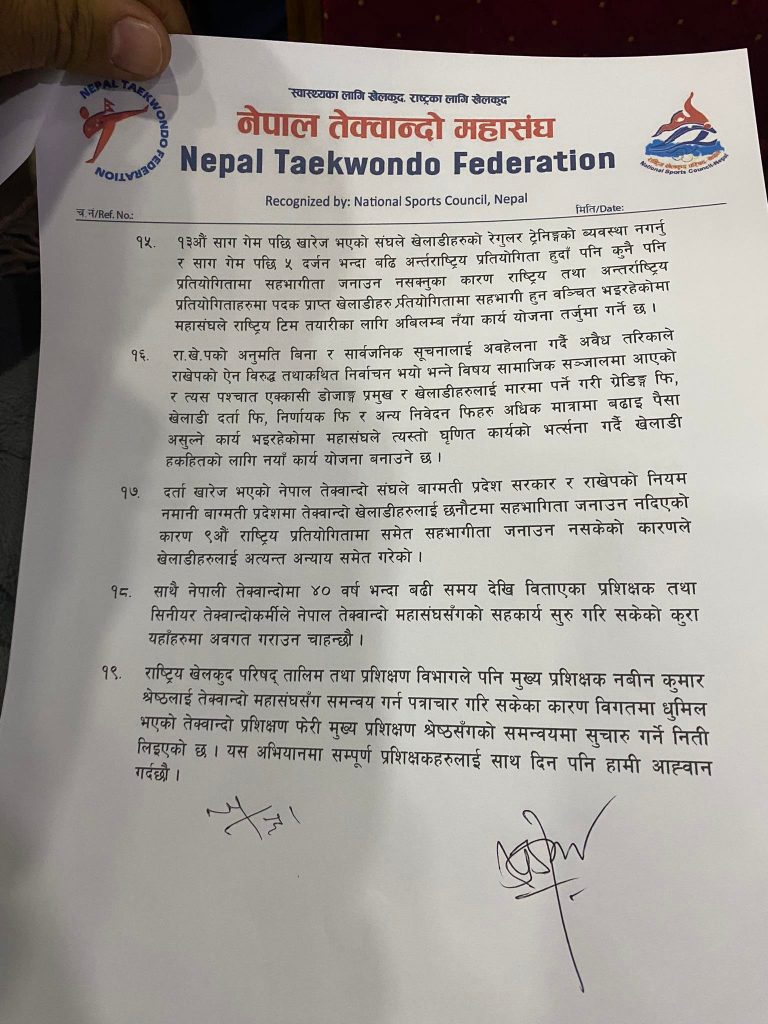 स्वास्थ्यका लागि खेलकुद, राष्ट्रका लागि खेलकुद
नेपाल तेक्वान्दो महासंघ
Nepal Taekwondo Federation
Recognized by: National Sports Council, Nepal
NEPAL TAEKWONDO FEDERATION
राष्ट्रिय खेलकुद परिषद्
National Sports Council-Nepal
च.नं/Ref. No.: मिति/Date:
१५. १३औं साग गेम पछि खारेज भएको संघले खेलाडीहरुको रेगुलर ट्रेनिङ्गको ब्यवस्था नगर्नु
र साग गेम पछि ५ दर्जन भन्दा बढि अर्न्तराष्ट्रिय प्रतियोगिता हुदाँ पनि कुनै पनि
प्रतियोगितामा सहभागीता जनाउन नसक्नुका कारण राष्ट्रिय तथा अन्तर्राष्ट्रिय
प्रतियोगिताहरुमा पदक प्राप्त खेलाडीहरु प्रतियोगितामा सहभागी हुन वञ्चित भइरहेकोमा
महासंघले राष्ट्रिय टिम तयारीका लागि अबिलम्ब नँया कार्य योजना तर्जुमा गर्ने छ ।
१६. रा.खे.पको अनुमति बिना र सार्वजनिक सूचनालाई अवहेलना गर्दै अवैध तरिकाले
राखेपको ऐन विरुद्ध तथाकथित निर्वाचन भयो भन्ने विषय सामाजिक सञ्जालमा आएको
र त्यस पश्चात एक्कासी डोजाङ्ग प्रमुख र खेलाडीहरुलाई मारमा पर्ने गरी ग्रेडिङ्ग फि,
खेलाडी दर्ता फि, निर्णायक फि र अन्य निवेदन फिहरु अधिक मात्रामा बढाइ पैसा
असुल्ने कार्य भइरहेकोमा महासंघले त्यस्तो घृणित कार्यको भर्त्सना गर्दै खेलाडी
हकहितको लागि नयाँ कार्य योजना बनाउने छ ।
१७. दर्ता खारेज भएको नेपाल तेक्वान्दो संघले बाग्मती प्रदेश सरकार र राखेपको नियम
नमानी बाग्मती प्रदेशमा तेक्वान्दो खेलाडीहरुलाई छनौटमा सहभागिता जनाउन नदिएको
कारण ९औं राष्ट्रिय प्रतियोगितामा समेत सहभागीता जनाउन नसकेको कारणले
खेलाडीहरुलाई अत्यन्त अन्याय समेत गरेको ।
१८. साथै नेपाली तेक्वान्दोमा ४० वर्ष भन्दा बढी समय देखि विताएका प्रशिक्षक तथा
सिनीयर तेक्वान्दोकर्मीले नेपाल तेक्वान्दो महासंघसँगको सहकार्य सुरु गरि सकेको कुरा
यहाँहरुमा अवगत गराउन चाहन्छौ ।
१९. राष्ट्रिय खेलकुद परिषद् तालिम तथा प्रशिक्षण विभागले पनि मुख्य प्रशिक्षक नबीन कुमार
श्रेष्ठलाई तेक्वान्दो महासंघसँग समन्वय गर्न पत्राचार गरि सकेका कारण विगतमा धुमिल
भएको तेक्वान्दो प्रशिक्षण फेरी मुख्य प्रशिक्षण श्रेष्ठसँगको समन्वयमा सुचारु गर्ने निती
लिइएको छ । यस अभियानमा सम्पूर्ण प्रशिक्षकहरुलाई साथ दिन पनि हामी आह्वान
गर्दछौ ।